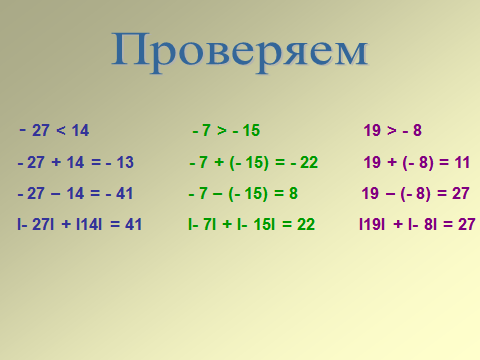 Проверяем
- 27 < 14
- 27 + 14 = - 13
- 27 – 14 = - 41
I- 27I + I14I = 41
- 7 > - 15
- 7 + (- 15) = - 22
- 7 – (- 15) = 8
I- 7I + I- 15I = 22
19 > - 8
19 + (- 8) = 11
19 – (- 8) = 27
I19I + I- 8I = 27